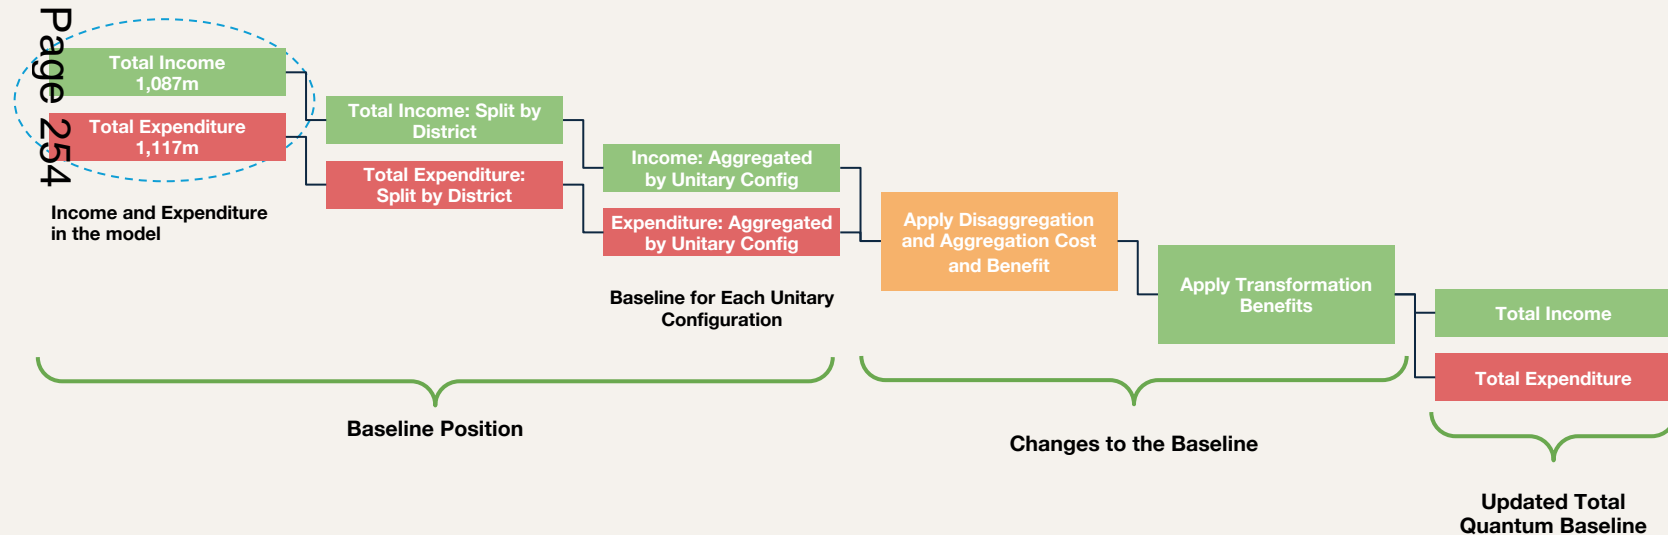 Page 254
Total Income
1,087m
Total Expenditure
1,117m
Income and Expenditure
in the model
Total Income: Split by
District
Total Expenditure:
Split by District
Income: Aggregated
by Unitary Config
Expenditure: Aggregated
by Unitary Config
Baseline for Each Unitary
Configuration
Apply Disaggregation
and Aggregation Cost
and Benefit
Apply Transformation
Benefits
Total Income
Total Expenditure
Baseline Position
Changes to the Baseline
Updated Total
Quantum Baseline